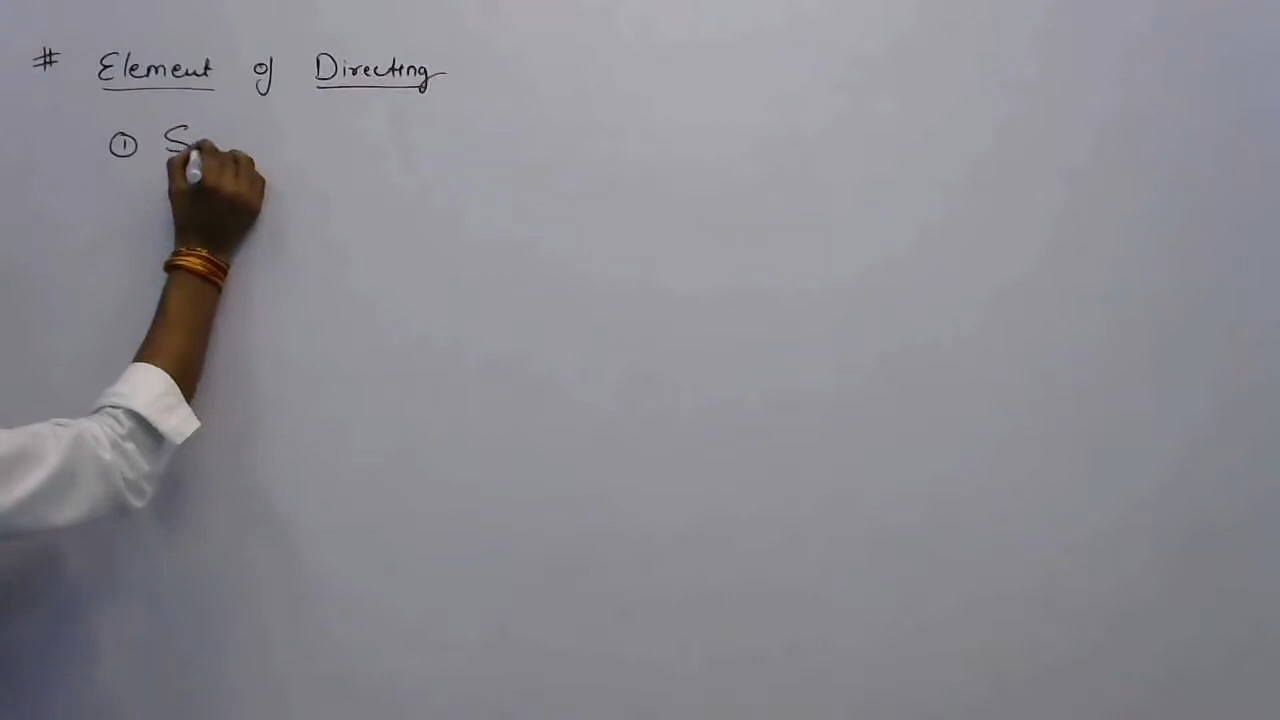 # Element of Directing
① S